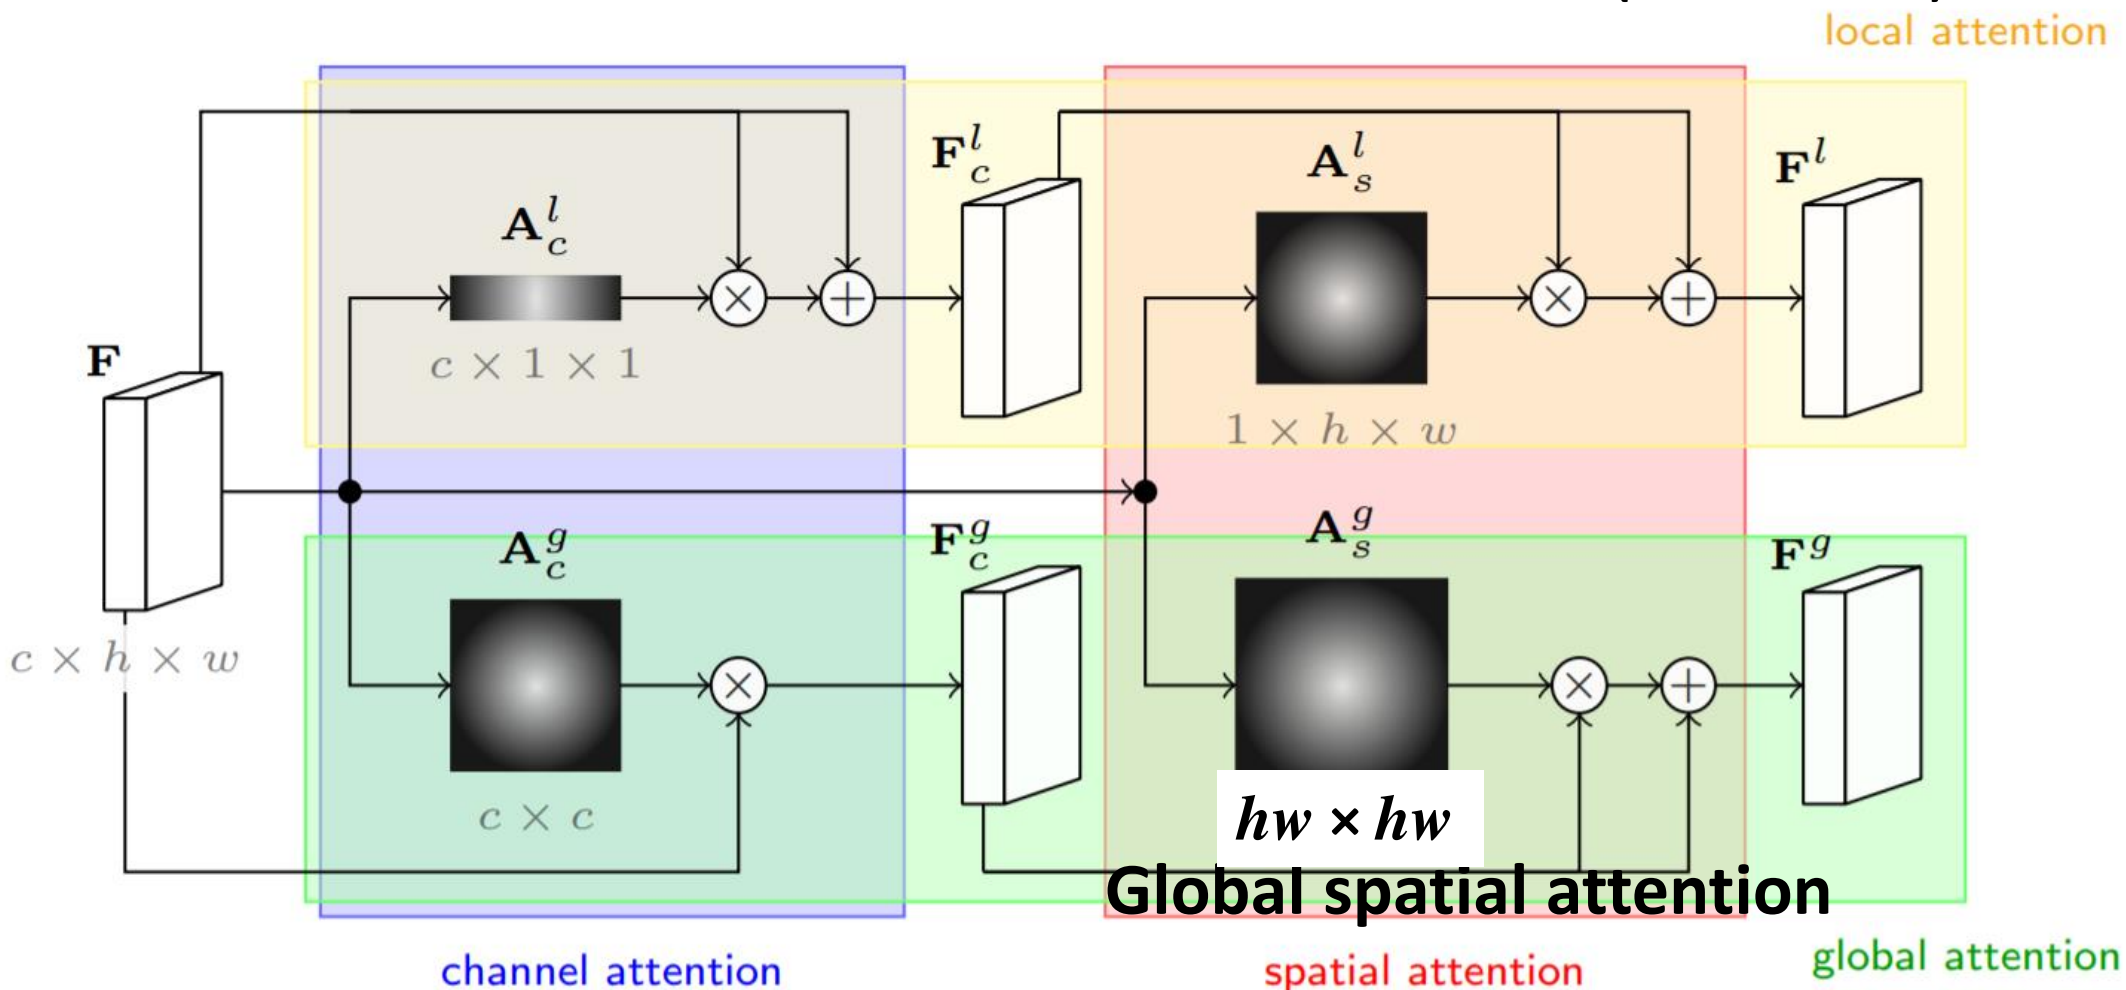 local attention
F_c^l
A_s^l
F^l
A_c^l
F
c × 1 × 1
1 × h × w
A_c^g
F_c^g
A_s^g
F^g
c × h × w
c × c
hw × hw
Global spatial attention
channel attention
spatial attention
global attention